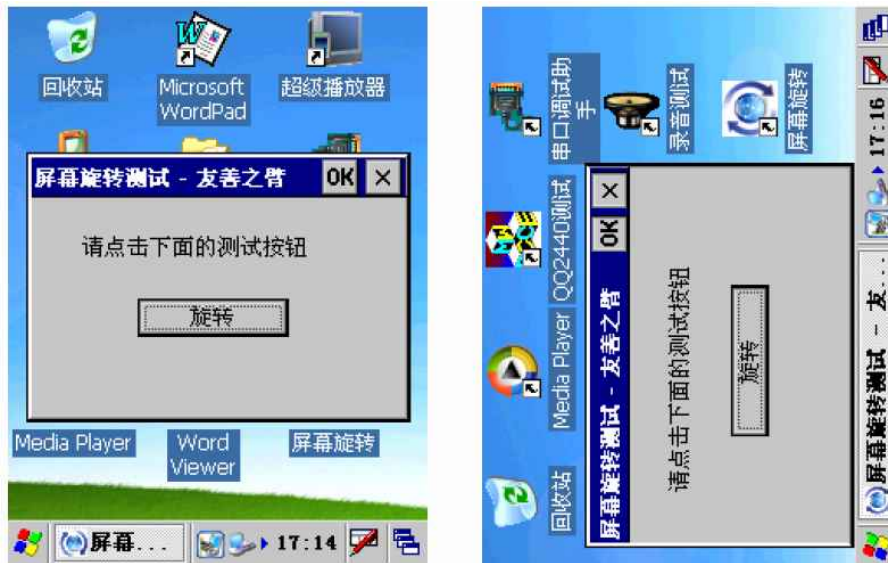 回收站
Microsoft
WordPad
超级播放器
屏幕旋转测试 - 友善之臂 OK ×
请点击下面的测试按钮
旋转
Media Player
Word
Viewer
屏幕旋转
屏幕... 17:14
串口调试助
手
录音测试
屏幕旋转
QQ2440测试
Media Player
回收站
屏幕旋转测试 - 友善之臂 OK ×
请点击下面的测试按钮
旋转
屏幕旋转测试 - 友... 17:16